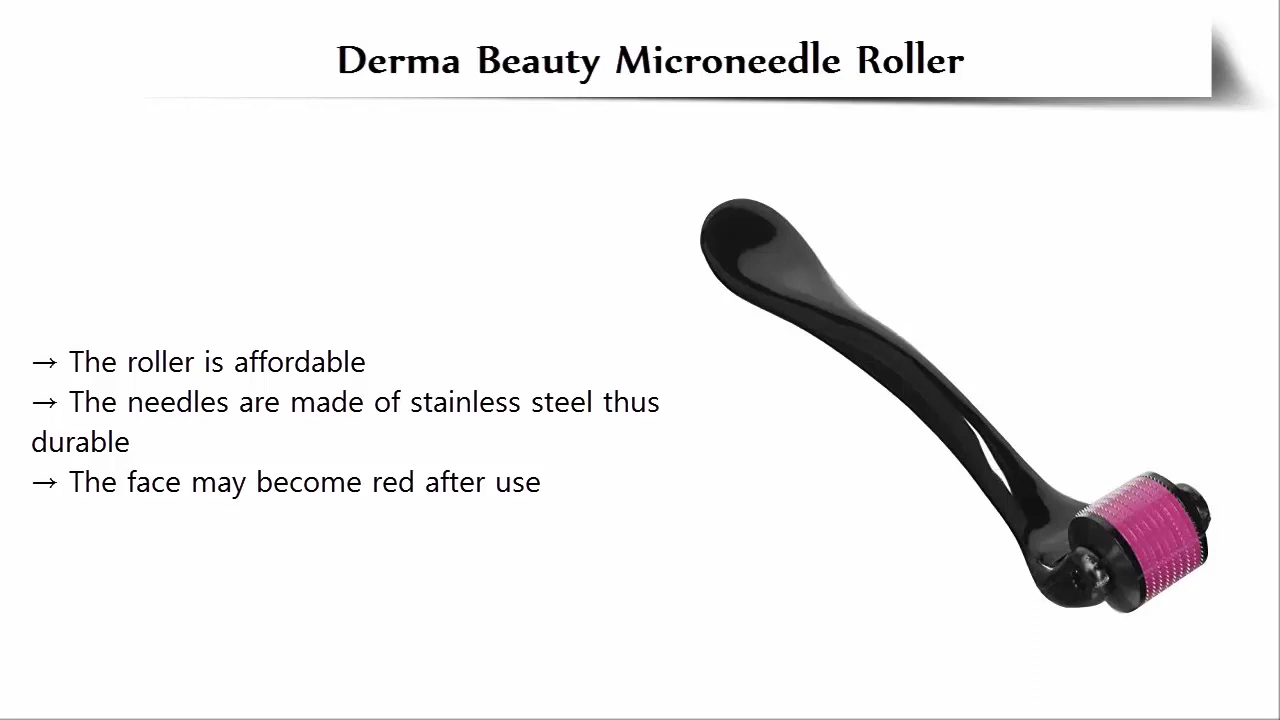 Derma Beauty Microneedle Roller
→ The roller is affordable
→ The needles are made of stainless steel thus
durable
→ The face may become red after use